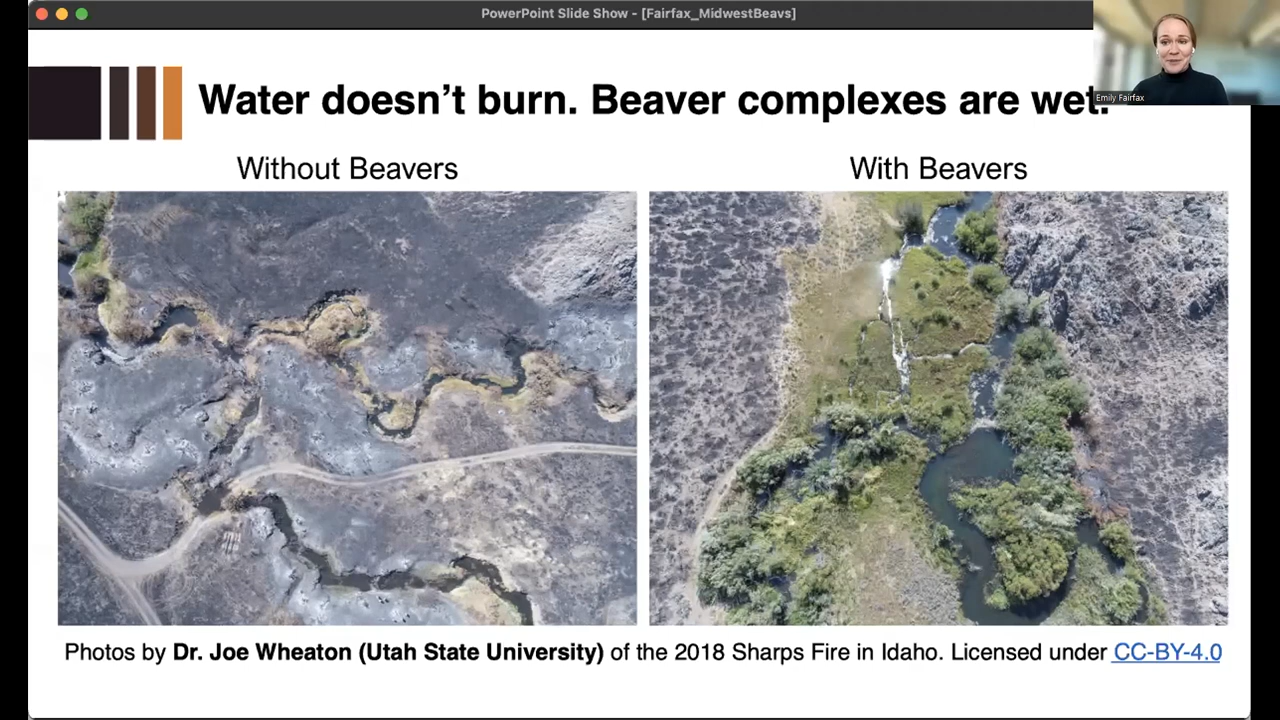 PowerPoint Slide Show - [Fairfax_MidwestBeavs]
Emily Fairfax
Water doesn’t burn. Beaver complexes are wet.
Without Beavers
With Beavers
Photos by Dr. Joe Wheaton (Utah State University) of the 2018 Sharps Fire in Idaho. Licensed under CC-BY-4.0